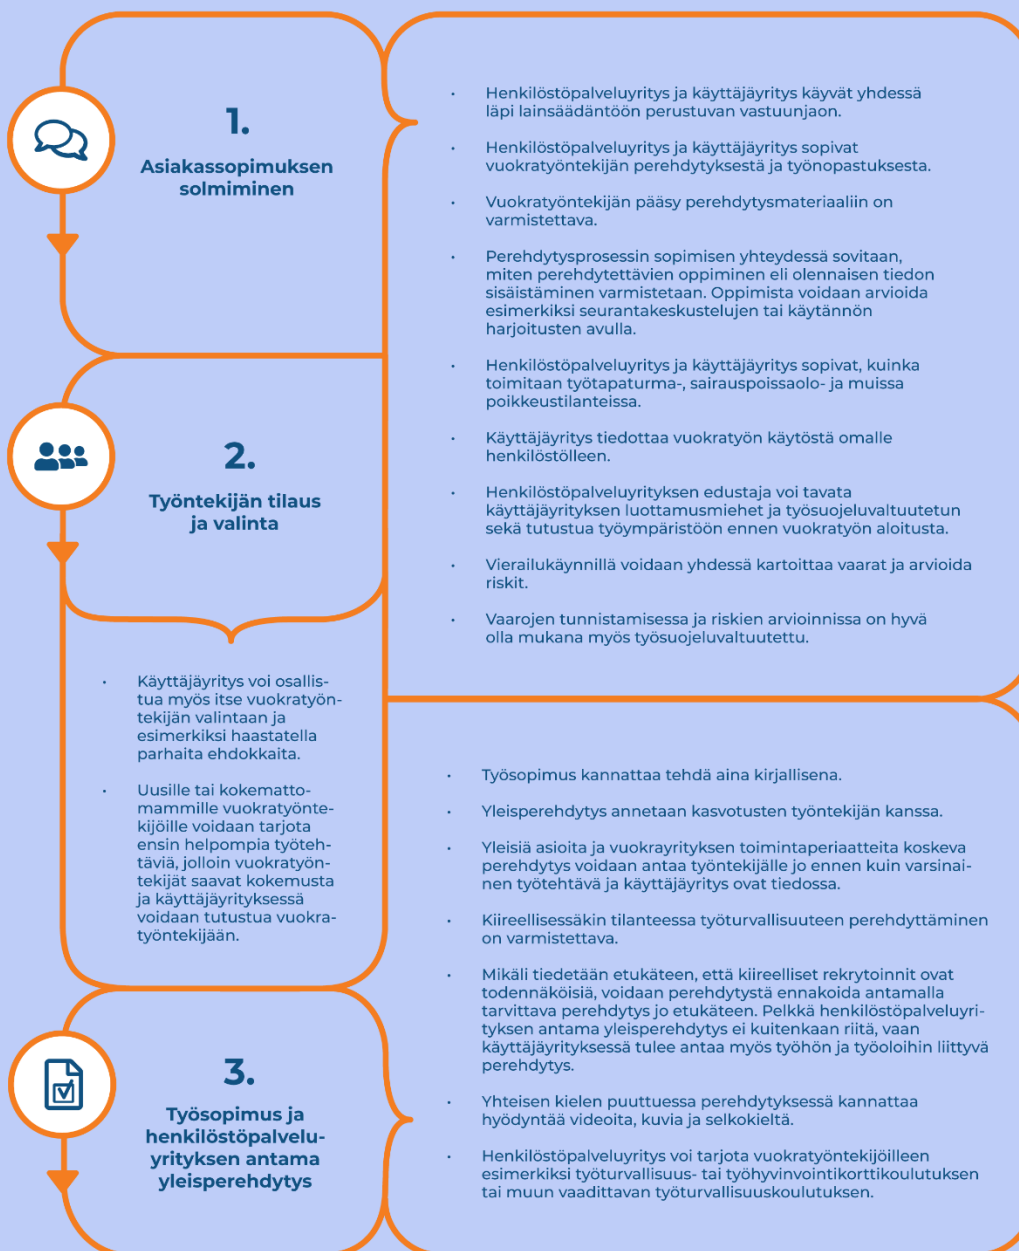 1.
Asiakassopimuksen
solmiminen
• Henkilöstöpalveluyritys ja käyttäjäyritys käyvät yhdessä
läpi lainsäädäntöön perustuvan vastuunjaon.
• Henkilöstöpalveluyritys ja käyttäjäyritys sopivat
vuokratyöntekijän perehdytyksestä ja työnopastuksesta.
• Vuokratyöntekijän pääsy perehdytysmateriaaliin on
varmistettava.
• Perehdytysprosessin sopimisen yhteydessä sovitaan,
miten perehdytettävien oppiminen eli olennaisen tiedon
sisäistäminen varmistetaan. Oppimista voidaan arvioida
esimerkiksi seurantakeskustelujen tai käytännön
harjoitusten avulla.
• Henkilöstöpalveluyritys ja käyttäjäyritys sopivat, kuinka
toimitaan työtapaturma-, sairauspoissaolo- ja muissa
poikkeustilanteissa.
• Käyttäjäyritys tiedottaa vuokratyön käytöstä omalle
henkilöstölleen.
• Henkilöstöpalveluyrityksen edustaja voi tavata
käyttäjäyrityksen luottamusmiehet ja työsuojeluvaltuutetun
sekä tutustua työympäristöön ennen vuokratyön aloitusta.
• Vierailukäynnillä voidaan yhdessä kartoittaa vaarat ja arvioida
riskit.
• Vaarojen tunnistamisessa ja riskien arvioinnissa on hyvä
olla mukana myös työsuojeluvaltuutettu.
2.
Työntekijän tilaus
ja valinta
• Käyttäjäyritys voi osallis-
tua myös itse vuokratyön-
tekijän valintaan ja
esimerkiksi haastatella
parhaita ehdokkaita.
• Uusille tai kokematto-
mammille vuokratyönte-
kijöille voidaan tarjota
ensin helpompia työteh-
täviä, jolloin vuokratyön-
tekijät saavat kokemusta
ja käyttäjäyrityksessä
voidaan tutustua vuokra-
työntekijään.
3.
Työsopimus ja
henkilöstöpalvelu-
yrityksen antama
yleisperehdytys
• Työsopimus kannattaa tehdä aina kirjallisena.
• Yleisperehdytys annetaan kasvotusten työntekijän kanssa.
• Yleisiä asioita ja vuokrayrityksen toimintaperiaatteita koskeva
perehdytys voidaan antaa työntekijälle jo ennen kuin varsinai-
nen työtehtävä ja käyttäjäyritys ovat tiedossa.
• Kiireellisessäkin tilanteessa työturvallisuuteen perehdyttäminen
on varmistettava.
• Mikäli tiedetään etukäteen, että kiireelliset rekrytoinnit ovat
todennäköisiä, voidaan perehdytystä ennakoida antamalla
tarvittava perehdytys jo etukäteen. Pelkkä henkilöstöpalveluyri-
tyksen antama yleisperehdytys ei kuitenkaan riitä, vaan
käyttäjäyrityksessä tulee antaa myös työhön ja työoloihin liittyvä
perehdytys.
• Yhteisen kielen puuttuessa perehdytyksessä kannattaa
hyödyntää videoita, kuvia ja selkokieltä.
• Henkilöstöpalveluyritys voi tarjota vuokratyöntekijöilleen
esimerkiksi työturvallisuus- tai työhyvinvointikorttikoulutuksen
tai muun vaadittavan työturvallisuuskoulutuksen.